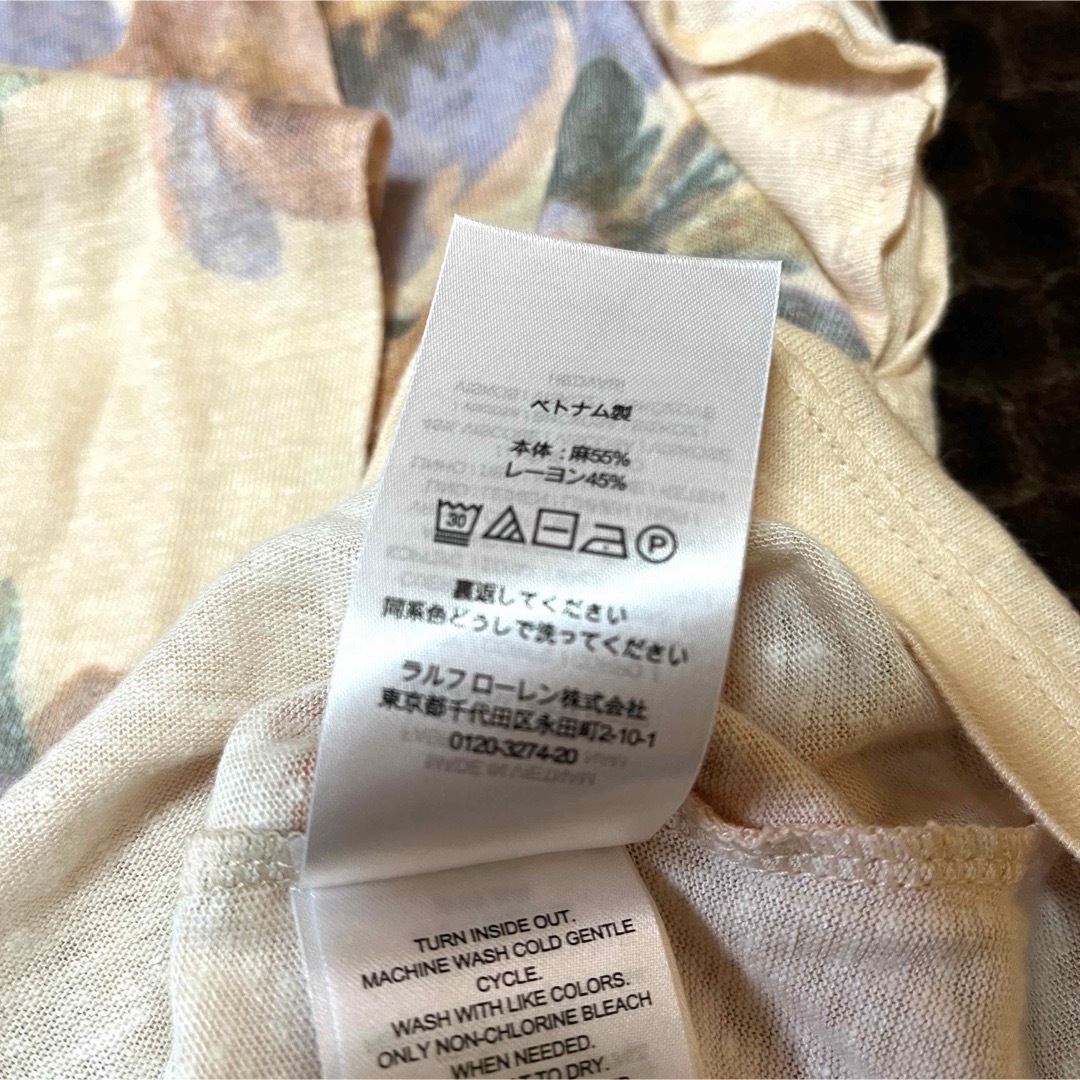 ベトナム製
本体 : 麻55%
レーヨン45%
30
P
裏返してください
同系色どうしで洗ってください
ラルフ ローレン株式会社
東京都千代田区永田町2-10-1
0120-3274-20
TURN INSIDE OUT.
MACHINE WASH COLD GENTLE
CYCLE.
WASH WITH LIKE COLORS.
ONLY NON-CHLORINE BLEACH
WHEN NEEDED.
TO DRY.